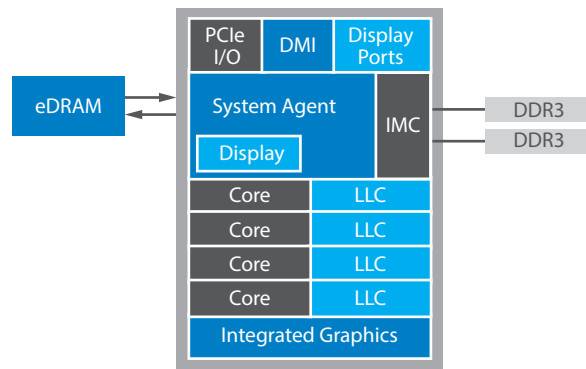 PCIe
I/O
DMI
Display
Ports
eDRAM
System Agent
IMC
DDR3
DDR3
Display
Core
LLC
Core
LLC
Core
LLC
Core
LLC
Integrated Graphics